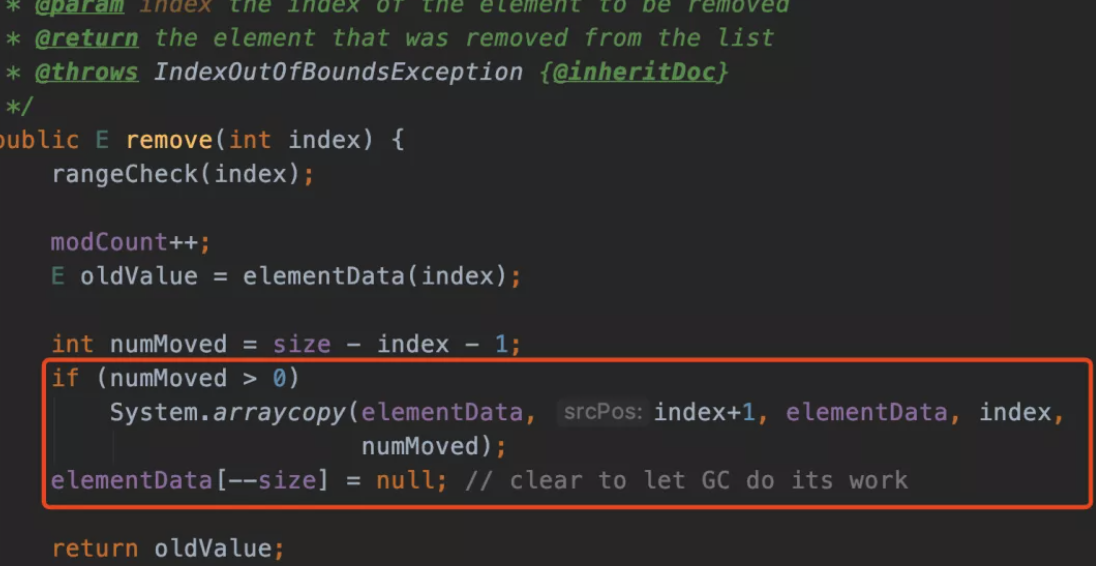 * @param index the index of the element to be removed
* @return the element that was removed from the list
* @throws IndexOutOfBoundsException {@inheritDoc}
*/
public E remove(int index) {
rangeCheck(index);
modCount++;
E oldValue = elementData(index);
int numMoved = size - index - 1;
if (numMoved > 0)
System.arraycopy(elementData, srcPos: index+1, elementData, index,
numMoved);
elementData[--size] = null; // clear to let GC do its work
return oldValue;